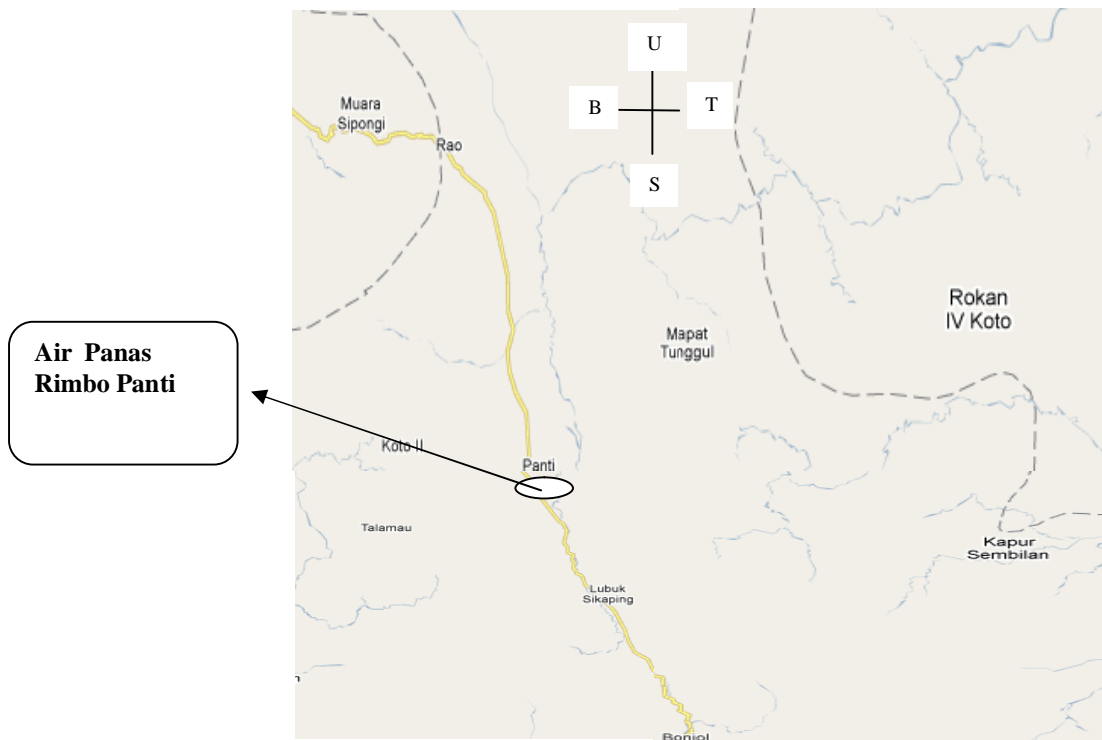 U
B
T
S
Muara
Sipongi
Rao
Rokan
IV Koto
Mapat
Tunggul
Air Panas
Rimbo Panti
Koto II
Panti
Talamau
Kapur
Sembilan
Lubuk
Sikaping
n
Bonjol